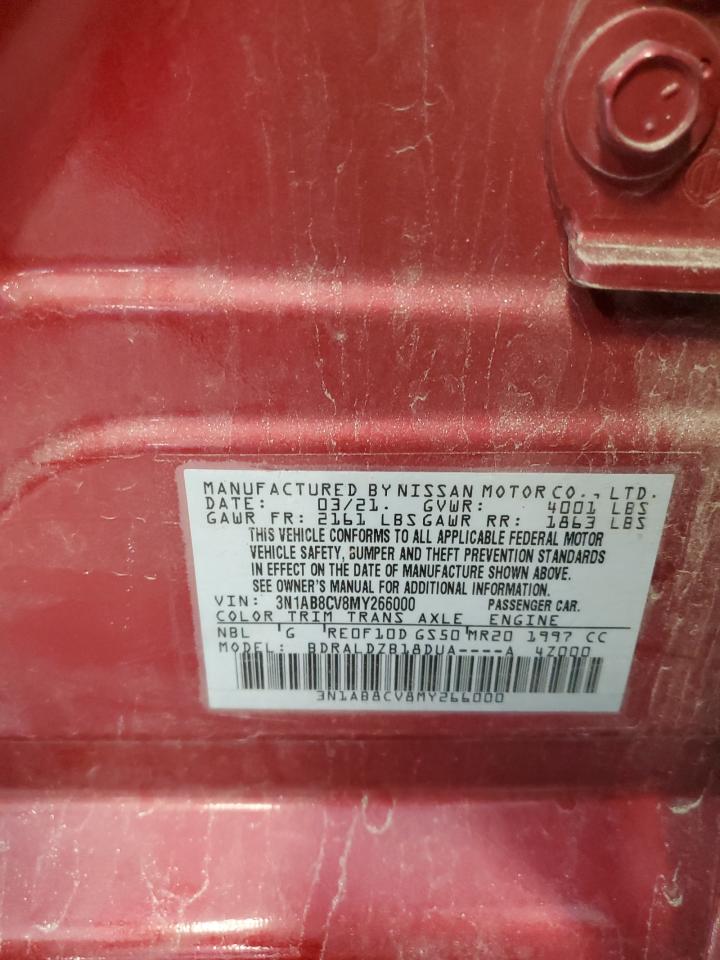 MANUFACTURED BY NISSAN MOTOR CO., LTD.
DATE: 03/21. GVWR: 4001 LBS
GAWR FR: 2161 LBS GAWR RR: 1863 LBS
THIS VEHICLE CONFORMS TO ALL APPLICABLE FEDERAL MOTOR
VEHICLE SAFETY, BUMPER AND THEFT PREVENTION STANDARDS
IN EFFECT ON THE DATE OF MANUFACTURE SHOWN ABOVE.
SEE OWNER'S MANUAL FOR ADDITIONAL INFORMATION.
VIN: 3N1AB8CV8MY266000 PASSENGER CAR.
COLOR TRIM TRANS AXLE ENGINE
NBL G RE0F10D GS50 MR20 1997 CC
MODEL: BDRALDZB18DUA----A 4Z000
3N1AB8CV8MY266000